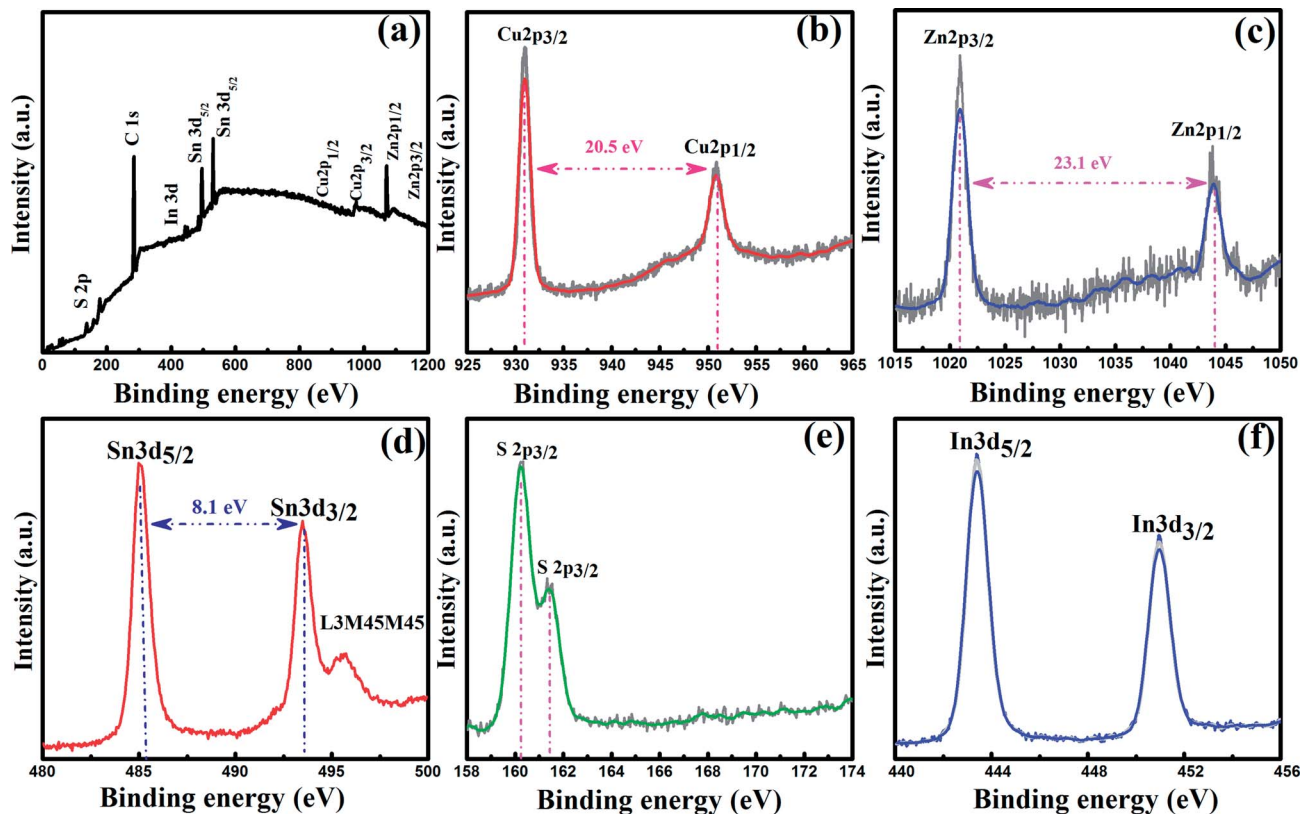 (a)
Intensity (a.u.)
S 2p
C 1s
In 3d
Sn 3d5/2
Sn 3d5/2
Cu2p1/2
Cu2p3/2
Zn2p1/2
Zn2p3/2
0 200 400 600 800 1000 1200
Binding energy (eV)
(b)
Intensity (a.u.)
Cu2p3/2
20.5 eV
Cu2p1/2
925 930 935 940 945 950 955 960 965
Binding energy (eV)
(c)
Intensity (a.u.)
Zn2p3/2
23.1 eV
Zn2p1/2
1015 1020 1025 1030 1035 1040 1045 1050
Binding energy (eV)
(d)
Intensity (a.u.)
Sn3d5/2
8.1 eV
Sn3d3/2
L3M45M45
480 485 490 495 500
Binding energy (eV)
(e)
Intensity (a.u.)
S 2p3/2
S 2p3/2
158 160 162 164 166 168 170 172 174
Binding energy (eV)
(f)
Intensity (a.u.)
In3d5/2
In3d3/2
440 444 448 452 456
Binding energy (eV)